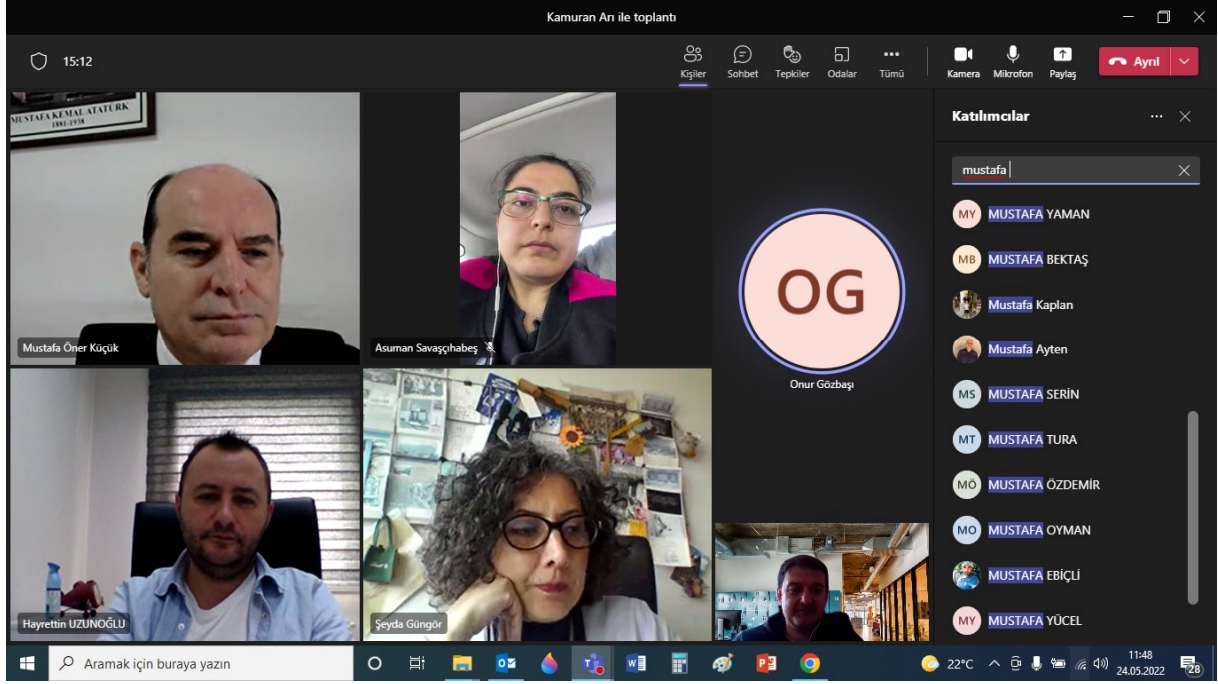 Kamuran Arı ile toplantı
15:12
Kişiler
Sohbet
Tepkiler
Odalar
Tümü
Kamera
Mikrofon
Paylaş
Ayrıl
MUSTAFA KEMAL ATATÜRK
1881-1938
Mustafa Öner Küçük
Asuman Savaşçıhabeş
OG
Onur Gözbaşı
Hayrettin UZUNOĞLU
Şeyda Güngör
Katılımcılar
mustafa
MY MUSTAFA YAMAN
MB MUSTAFA BEKTAŞ
Mustafa Kaplan
Mustafa Ayten
MS MUSTAFA SERİN
MT MUSTAFA TURA
MÖ MUSTAFA ÖZDEMİR
MO MUSTAFA OYMAN
MUSTAFA EBİÇLİ
MY MUSTAFA YÜCEL
Aramak için buraya yazın
22°C
11:48
24.05.2022
28